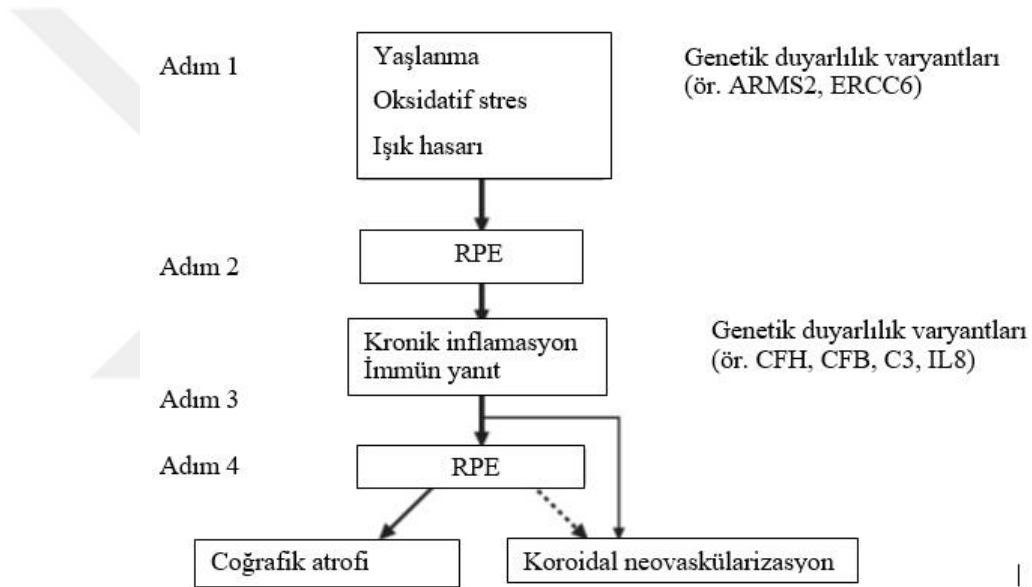 Adım 1
Yaşlanma
Oksidatif stres
Işık hasarı
Genetik duyarlılık varyantları
(ör. ARMS2, ERCC6)
Adım 2
RPE
Kronik inflamasyon
İmmün yanıt
Genetik duyarlılık varyantları
(ör. CFH, CFB, C3, IL8)
Adım 3
Adım 4
RPE
Coğrafik atrofi
Koroidal neovaskülarizasyon